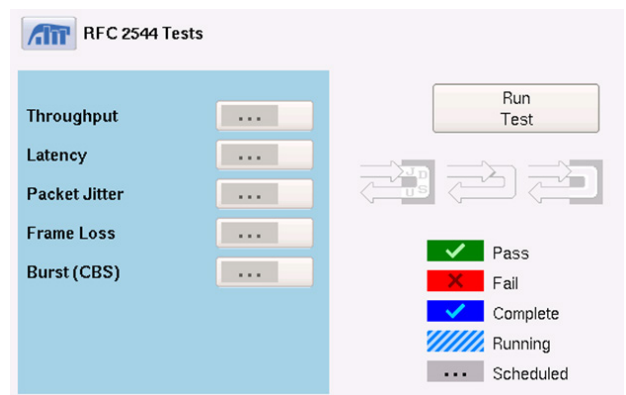 RFC 2544 Tests
Throughput ...
Latency ...
Packet Jitter ...
Frame Loss ...
Burst (CBS) ...
Run
Test
J D
U S
Pass
Fail
Complete
Running
... Scheduled